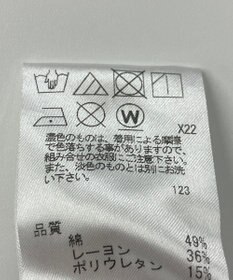 W
X22
濃色のものは、着用による摩擦
で色落ちする事がありますので、
組み合せの衣服にご注意下さい。
また、淡色のものとは別にお洗
い下さい。
123
品質
綿 49%
レーヨン 36%
ポリウレタン 15%